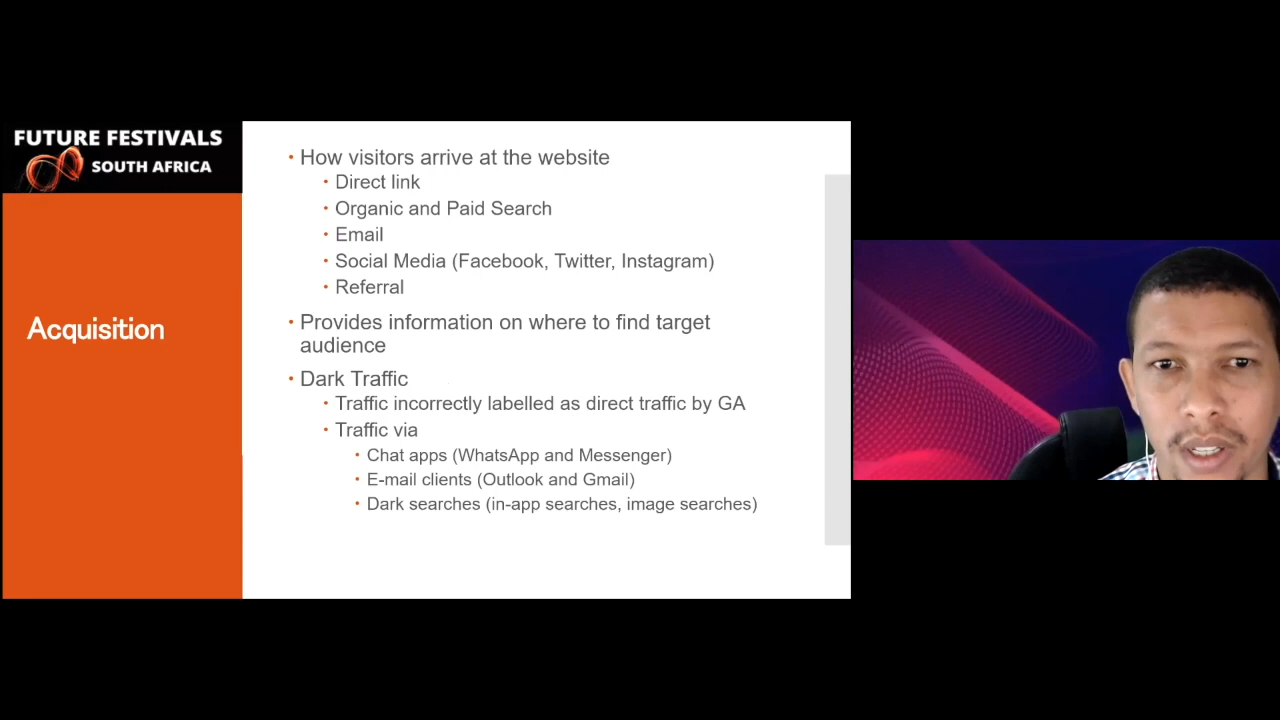 FUTURE FESTIVALS
SOUTH AFRICA
Acquisition
• How visitors arrive at the website
• Direct link
• Organic and Paid Search
• Email
• Social Media (Facebook, Twitter, Instagram)
• Referral
• Provides information on where to find target
audience
• Dark Traffic
• Traffic incorrectly labelled as direct traffic by GA
• Traffic via
• Chat apps (WhatsApp and Messenger)
• E-mail clients (Outlook and Gmail)
• Dark searches (in-app searches, image searches)